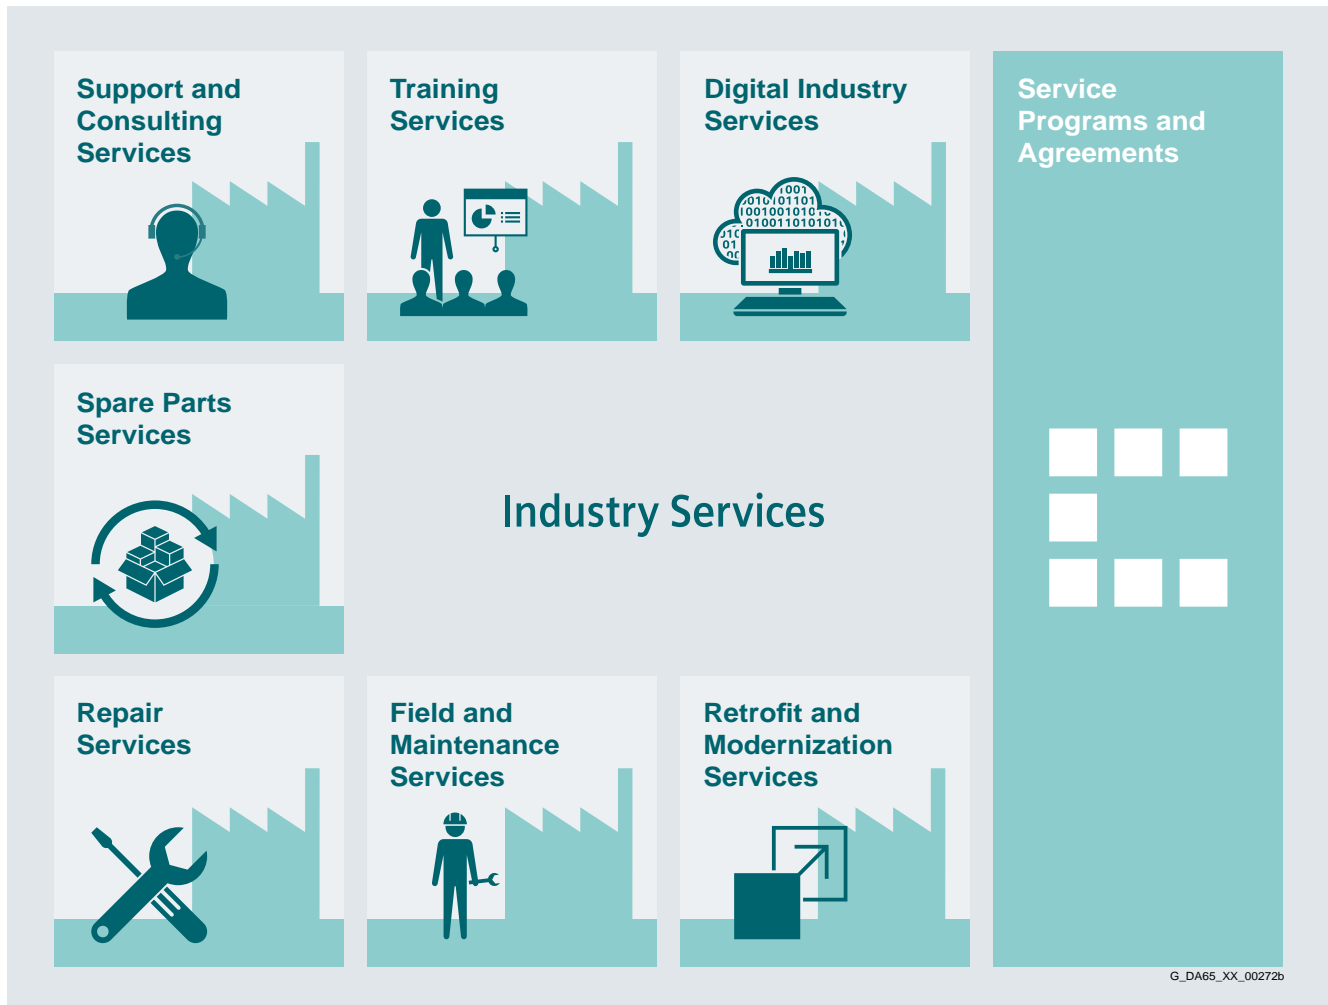 Support and
Consulting
Services
Training
Services
Digital Industry
Services
Service
Programs and
Agreements
Spare Parts
Services
Industry Services
Repair
Services
Field and
Maintenance
Services
Retrofit and
Modernization
Services
G_DA65_XX_00272b